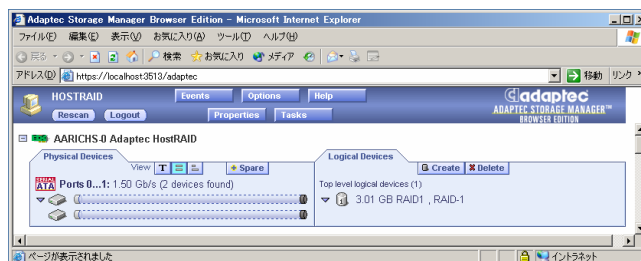 Adaptec Storage Manager Browser Edition - Microsoft Internet Explorer
ファイル(F) 編集(E) 表示(V) お気に入り(A) ツール(T) ヘルプ(H)
戻る 検索 お気に入り メディア
アドレス(D) https://localhost:3513/adaptec 移動 リンク »
HOSTRAID Events Options Help adaptec
Rescan Logout Properties Tasks ADAPTEC STORAGE MANAGER™
BROWSER EDITION
AARICHS-0 Adaptec HostRAID
Physical Devices Logical Devices
View T + Spare Create Delete
SERIAL ATA Ports 0...1: 1.50 Gb/s (2 devices found) Top level logical devices (1)
3.01 GB RAID1 , RAID-1
ページが表示されました イントラネット